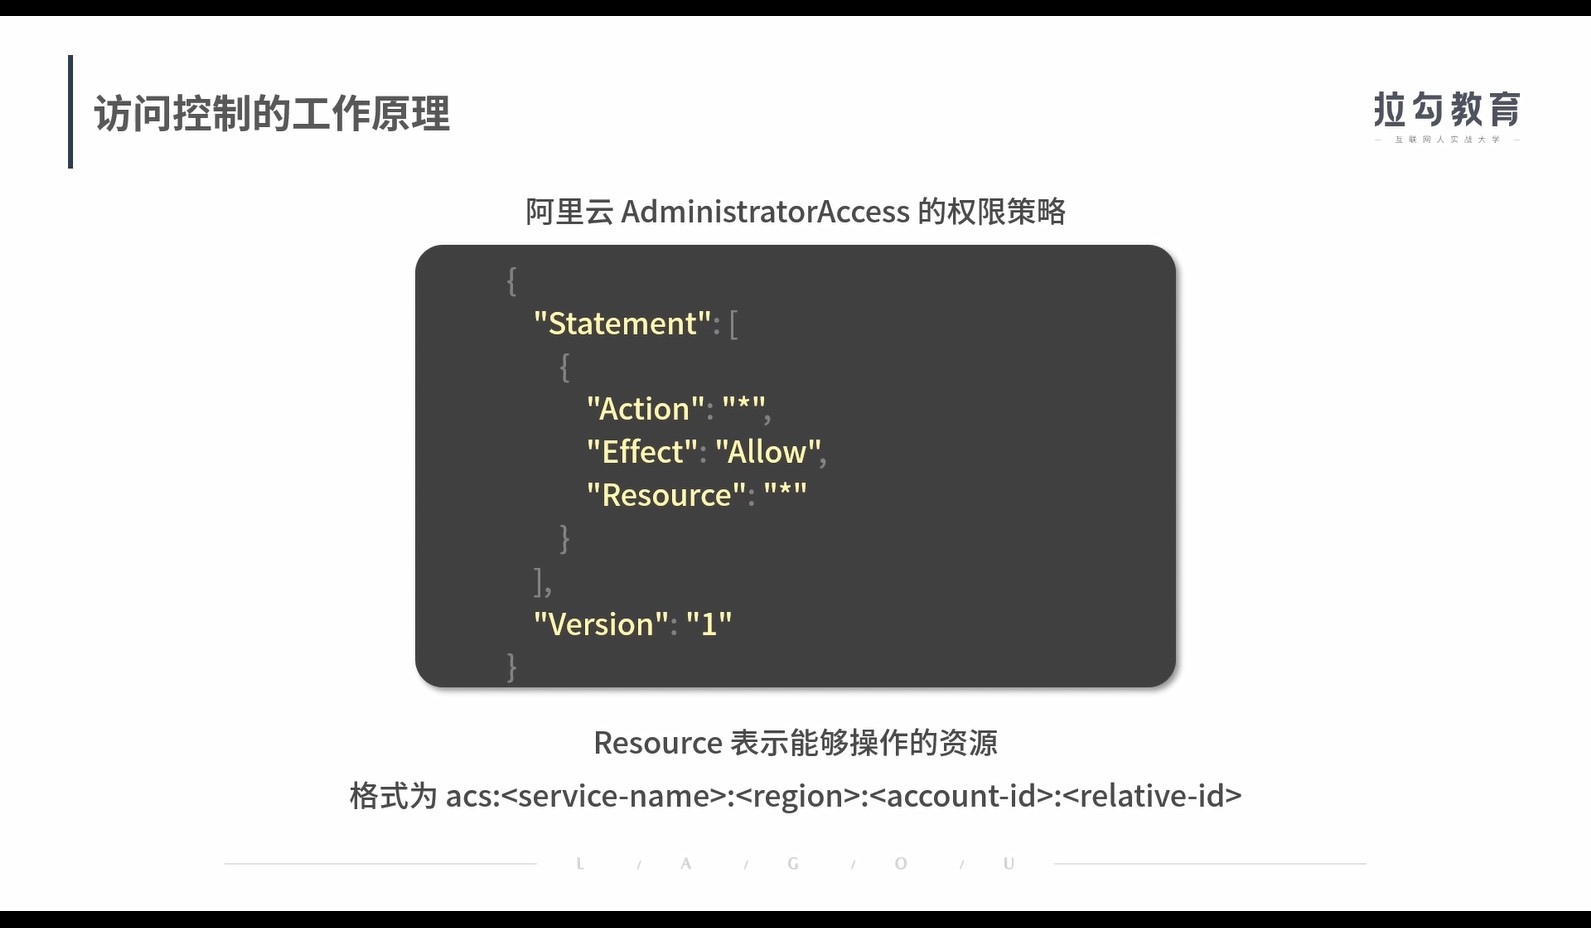 访问控制的工作原理
拉勾教育
互联网人实战大学
阿里云 AdministratorAccess 的权限策略
{
"Statement": [
{
"Action": "*",
"Effect": "Allow",
"Resource": "*"
}
],
"Version": "1"
}
Resource 表示能够操作的资源
格式为 acs:<service-name>:<region>:<account-id>:<relative-id>
L / A / G / O / U